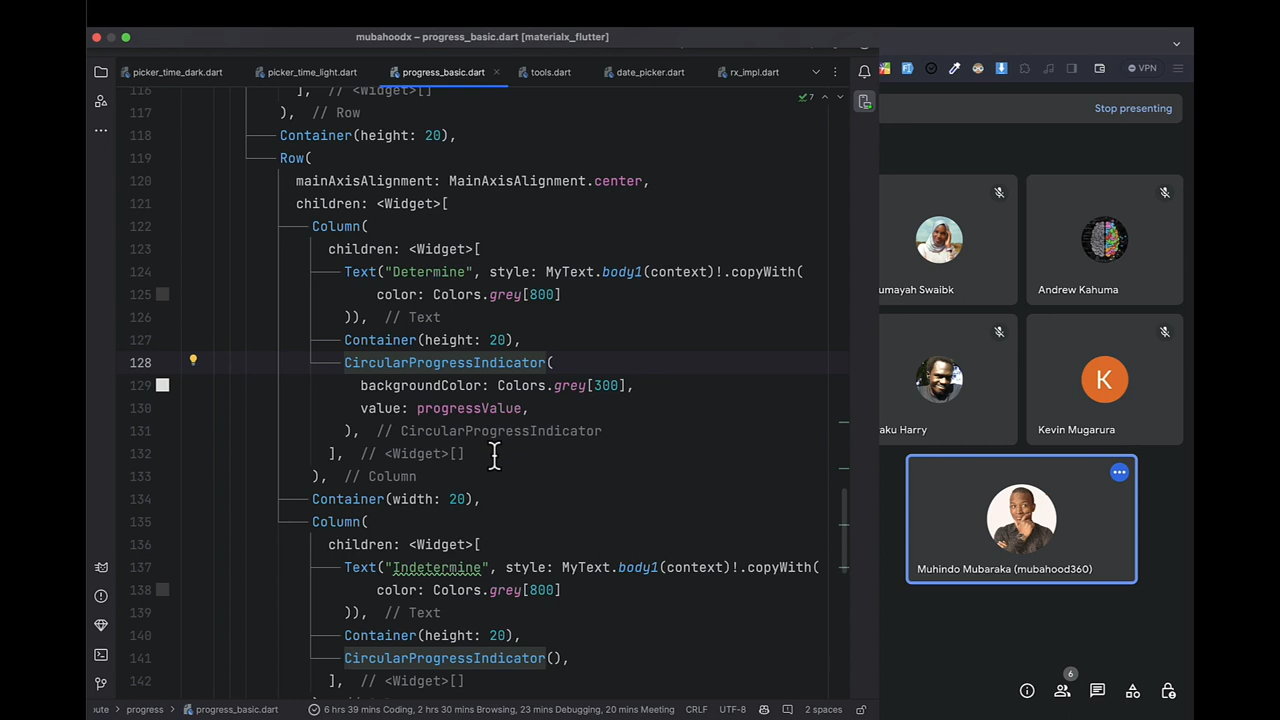 mubahoodx – progress_basic.dart [materialx_flutter]
picker_time_dark.dart
picker_time_light.dart
progress_basic.dart
tools.dart
date_picker.dart
rx_impl.dart
VPN
7
116 ], // <Widget>[]
117 ), // Row
118 Container(height: 20),
119 Row(
120 mainAxisAlignment: MainAxisAlignment.center,
121 children: <Widget>[
122 Column(
123 children: <Widget>[
124 Text("Determine", style: MyText.body1(context)!.copyWith(
125 color: Colors.grey[800]
126 )), // Text
127 Container(height: 20),
128 CircularProgressIndicator(
129 backgroundColor: Colors.grey[300],
130 value: progressValue,
131 ), // CircularProgressIndicator
132 ], // <Widget>[]
133 ), // Column
134 Container(width: 20),
135 Column(
136 children: <Widget>[
137 Text("Indetermine", style: MyText.body1(context)!.copyWith(
138 color: Colors.grey[800]
139 )), // Text
140 Container(height: 20),
141 CircularProgressIndicator(),
142 ], // <Widget>[]
oute › progress › progress_basic.dart
6 hrs 39 mins Coding, 2 hrs 30 mins Browsing, 23 mins Debugging, 20 mins Meeting
CRLF
UTF-8
2 spaces
Stop presenting
umayah Swaibk
Andrew Kahuma
aku Harry
K
Kevin Mugarura
Muhindo Mubaraka (mubahood360)
6